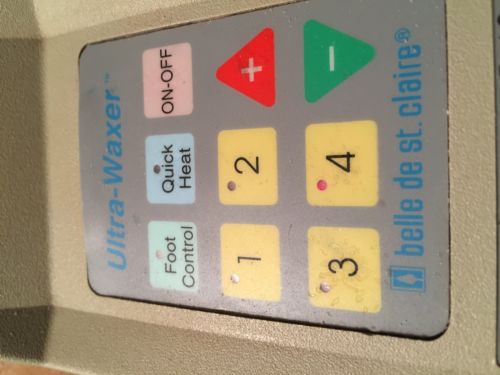 Ultra-Waxer™
Foot
Control
Quick
Heat
ON-OFF
1
2
+
3
4
−
belle de st. claire®